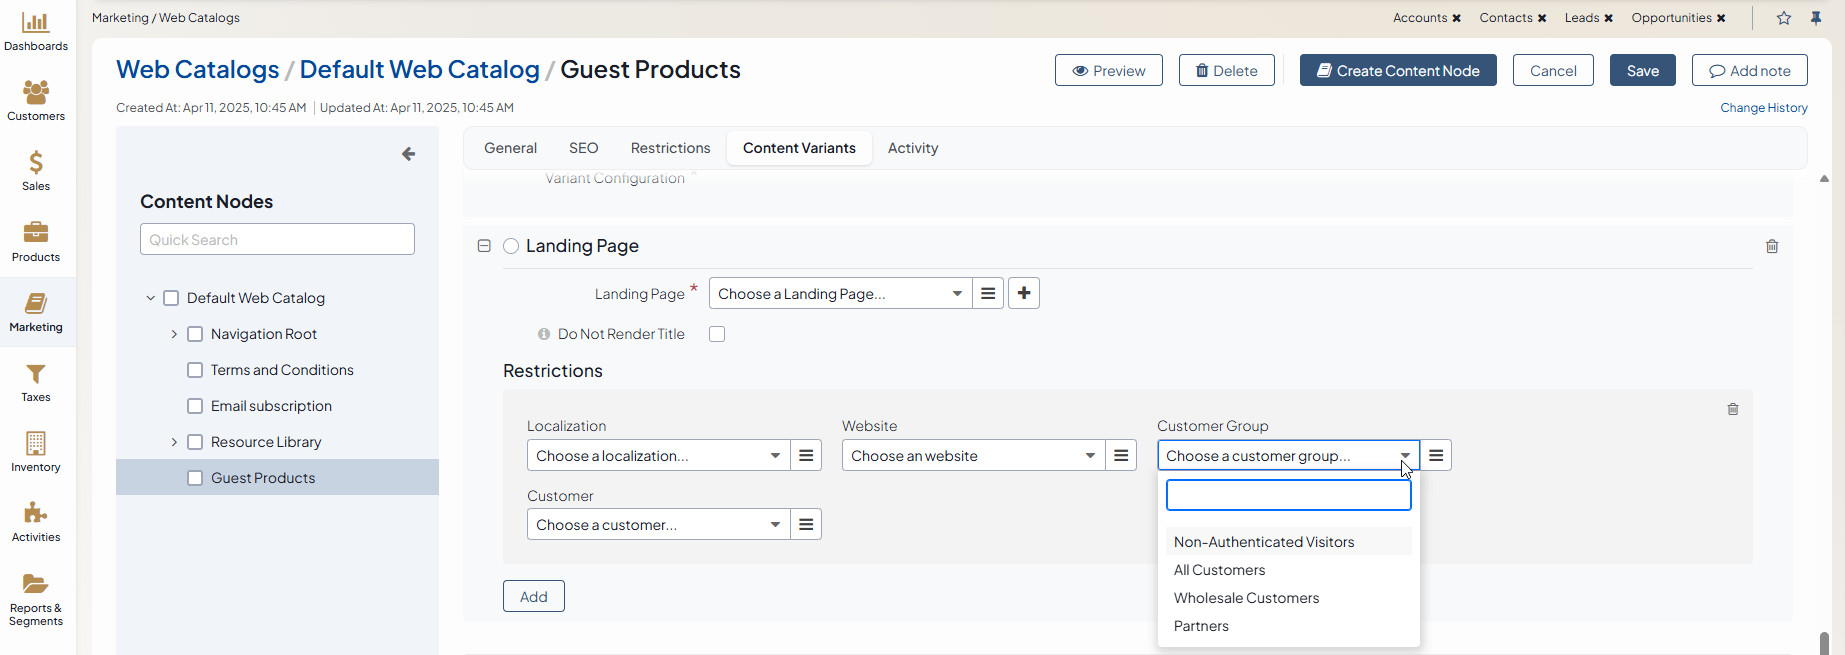 Marketing / Web Catalogs
Accounts ✖ Contacts ✖ Leads ✖ Opportunities ✖
Dashboards
Customers
Sales
Products
Marketing
Taxes
Inventory
Activities
Reports &
Segments
Web Catalogs / Default Web Catalog / Guest Products
Preview
Delete
Create Content Node
Cancel
Save
Add note
Created At: Apr 11, 2025, 10:45 AM | Updated At: Apr 11, 2025, 10:45 AM
Change History
Content Nodes
Quick Search
Default Web Catalog
Navigation Root
Terms and Conditions
Email subscription
Resource Library
Guest Products
General
SEO
Restrictions
Content Variants
Activity
Variant Configuration
Landing Page
Landing Page *
Choose a Landing Page...
Do Not Render Title
Restrictions
Localization
Website
Customer Group
Choose a localization...
Choose an website
Choose a customer group...
Customer
Choose a customer...
Non-Authenticated Visitors
All Customers
Wholesale Customers
Partners
Add